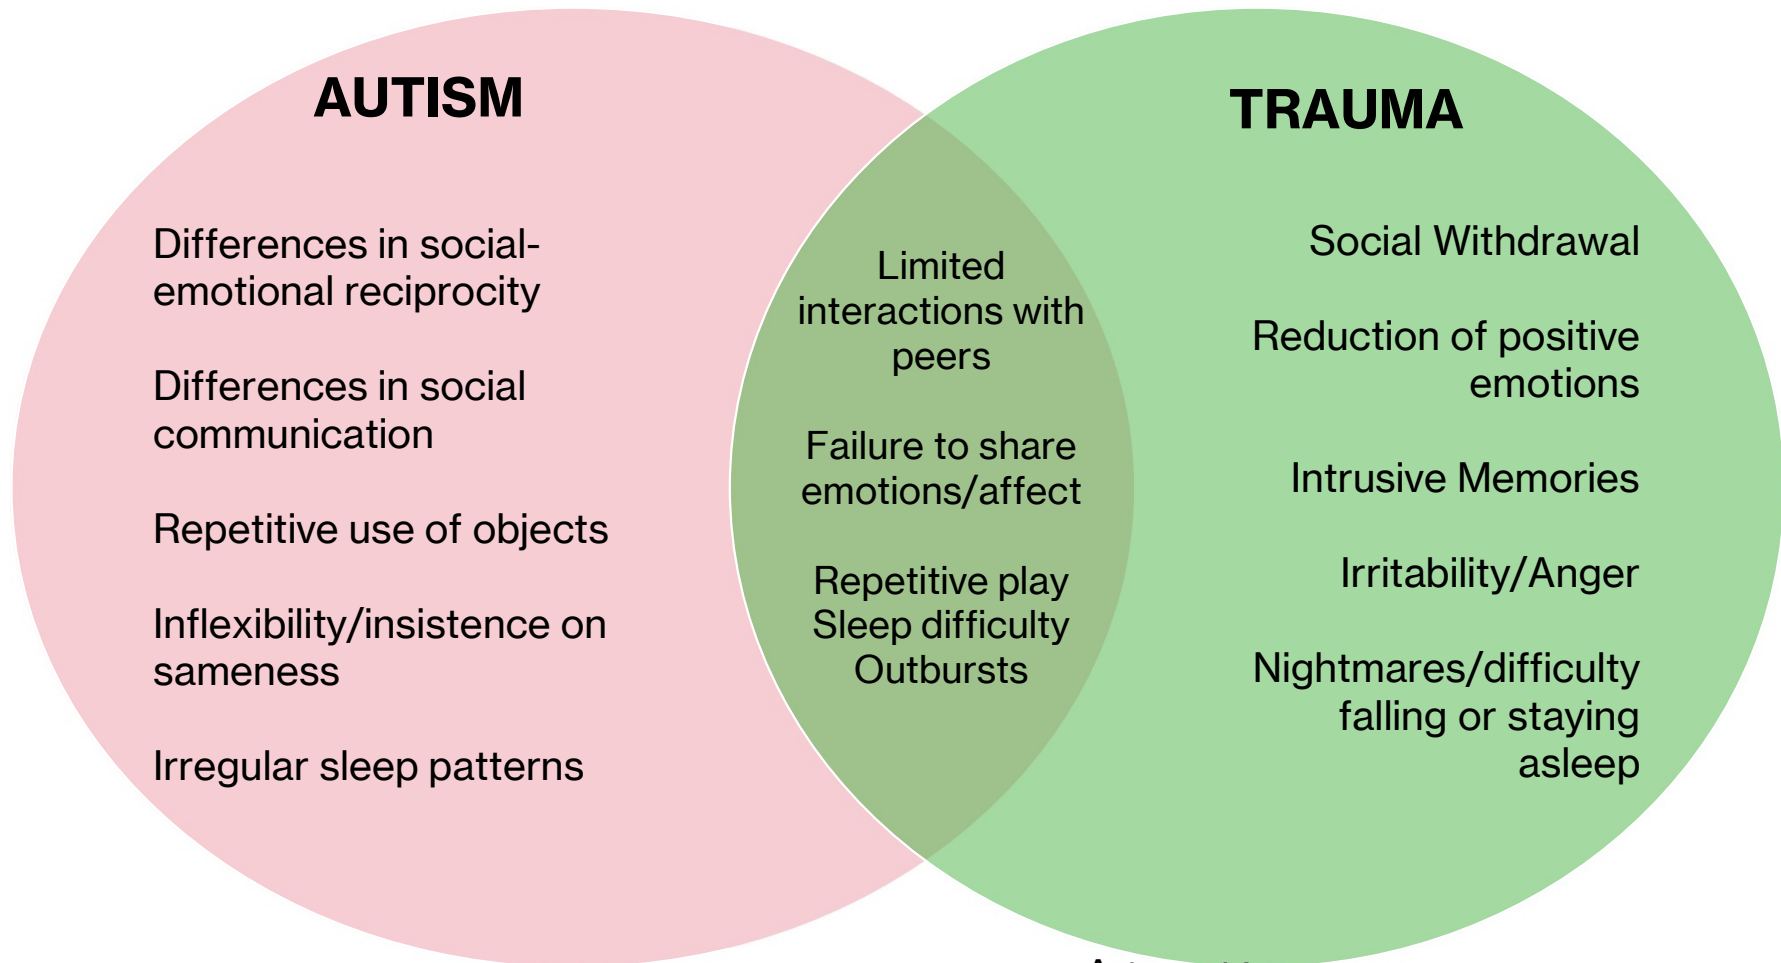 AUTISM
Differences in social-
emotional reciprocity
Differences in social
communication
Repetitive use of objects
Inflexibility/insistence on
sameness
Irregular sleep patterns
Limited
interactions with
peers
Failure to share
emotions/affect
Repetitive play
Sleep difficulty
Outbursts
TRAUMA
Social Withdrawal
Reduction of positive
emotions
Intrusive Memories
Irritability/Anger
Nightmares/difficulty
falling or staying
asleep